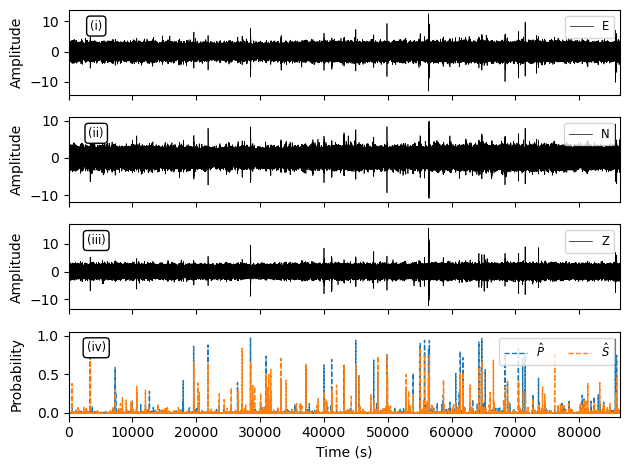 (i)
E
Amplitude
10
0
−10
(ii)
N
Amplitude
10
0
−10
(iii)
Z
Amplitude
10
0
−10
(iv)
P̂ Ŝ
Probability
1.0
0.5
0.0
0 10000 20000 30000 40000 50000 60000 70000 80000
Time (s)